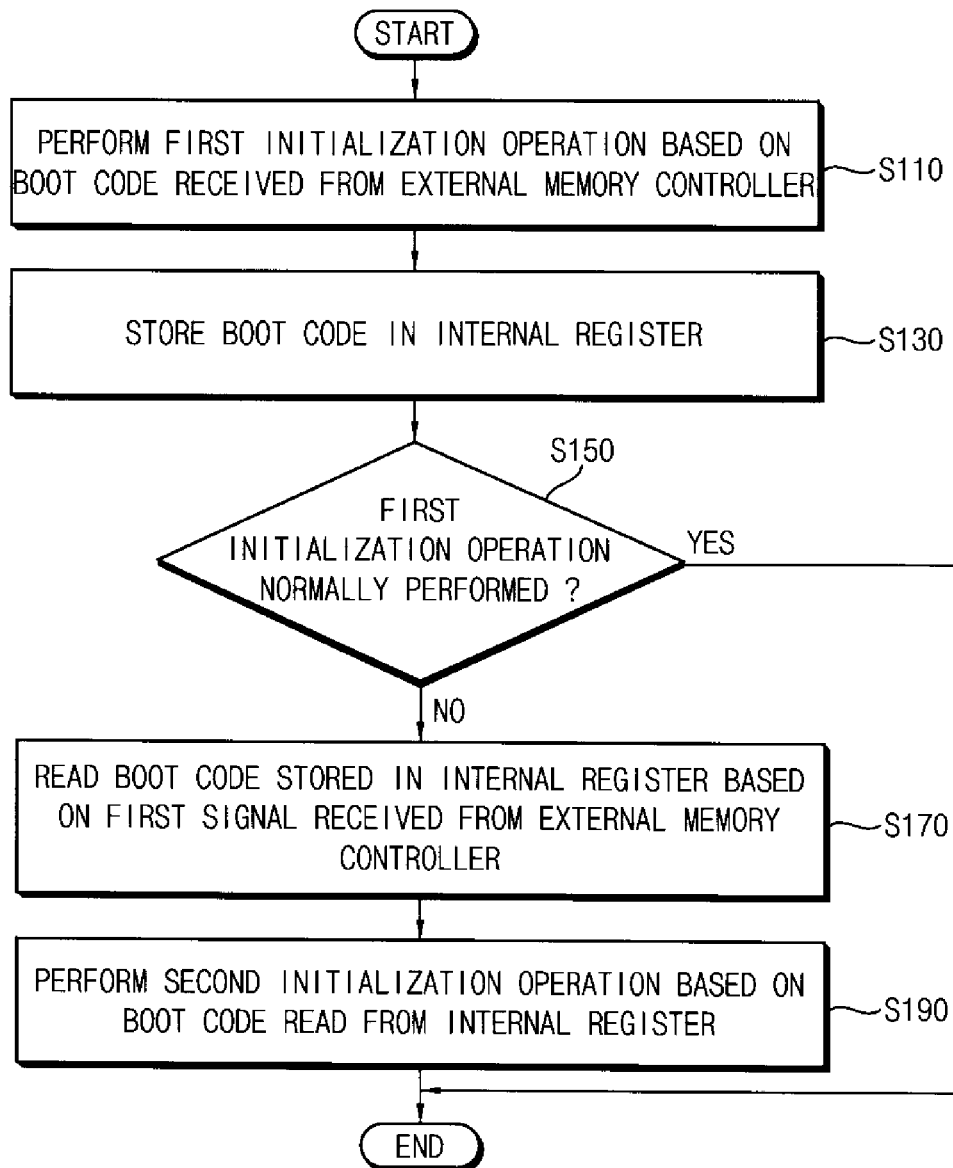 START
PERFORM FIRST INITIALIZATION OPERATION BASED ON
BOOT CODE RECEIVED FROM EXTERNAL MEMORY CONTROLLER
S110
STORE BOOT CODE IN INTERNAL REGISTER
S130
S150
FIRST
INITIALIZATION OPERATION
NORMALLY PERFORMED ?
YES
NO
READ BOOT CODE STORED IN INTERNAL REGISTER BASED
ON FIRST SIGNAL RECEIVED FROM EXTERNAL MEMORY
CONTROLLER
S170
PERFORM SECOND INITIALIZATION OPERATION BASED ON
BOOT CODE READ FROM INTERNAL REGISTER
S190
END